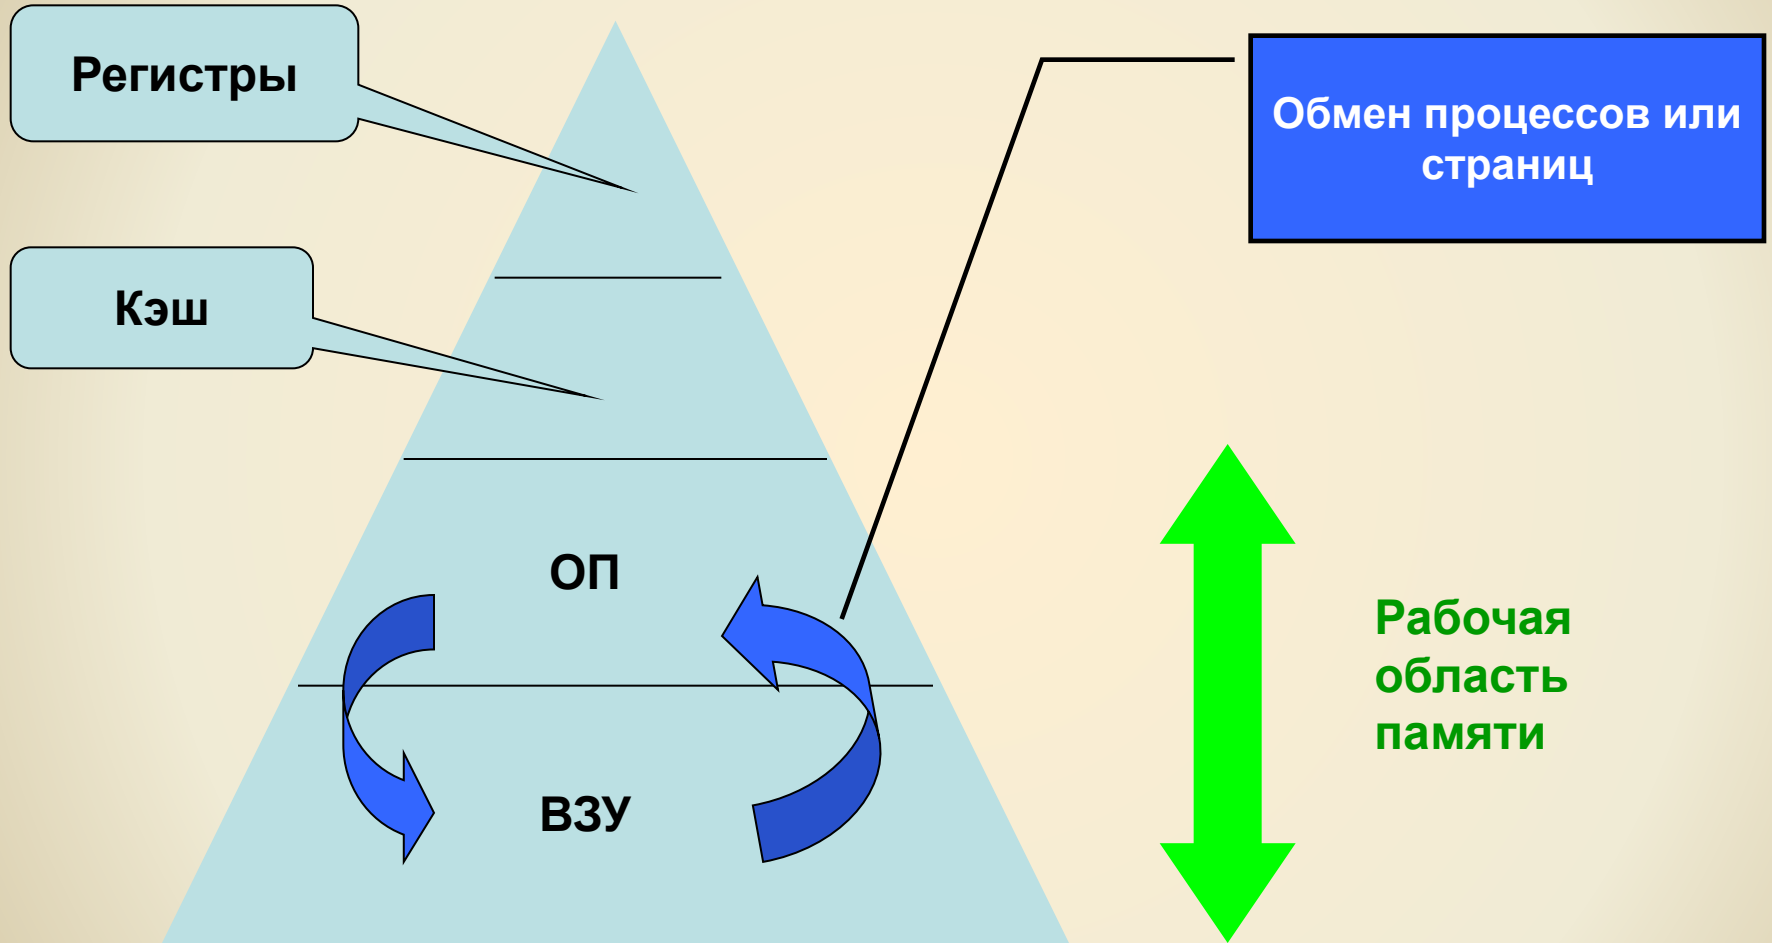 Регистры
Обмен процессов или
страниц
Кэш
ОП
Рабочая
область
памяти
ВЗУ